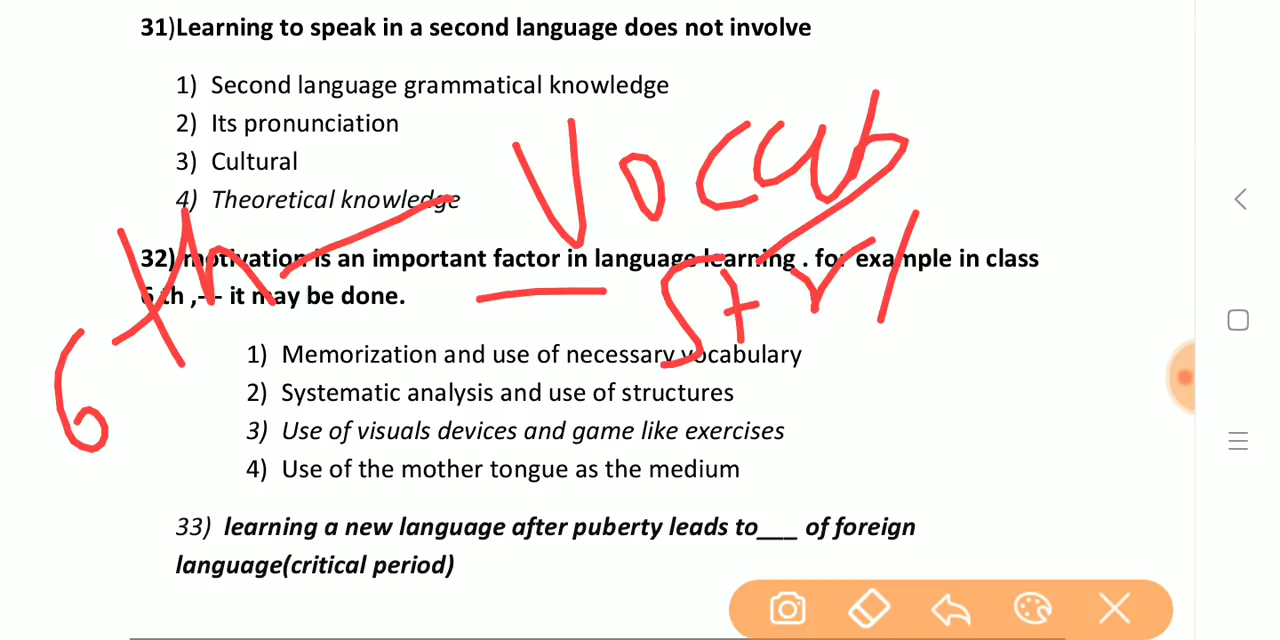 31)Learning to speak in a second language does not involve
1) Second language grammatical knowledge
2) Its pronunciation
3) Cultural
4) Theoretical knowledge
Vocab
32) motivation is an important factor in language learning . for example in class
6 th ,--- it may be done.
6 th
1) Memorization and use of necessary vocabulary
2) Systematic analysis and use of structures
3) Use of visuals devices and game like exercises
4) Use of the mother tongue as the medium
33) learning a new language after puberty leads to___ of foreign
language(critical period)